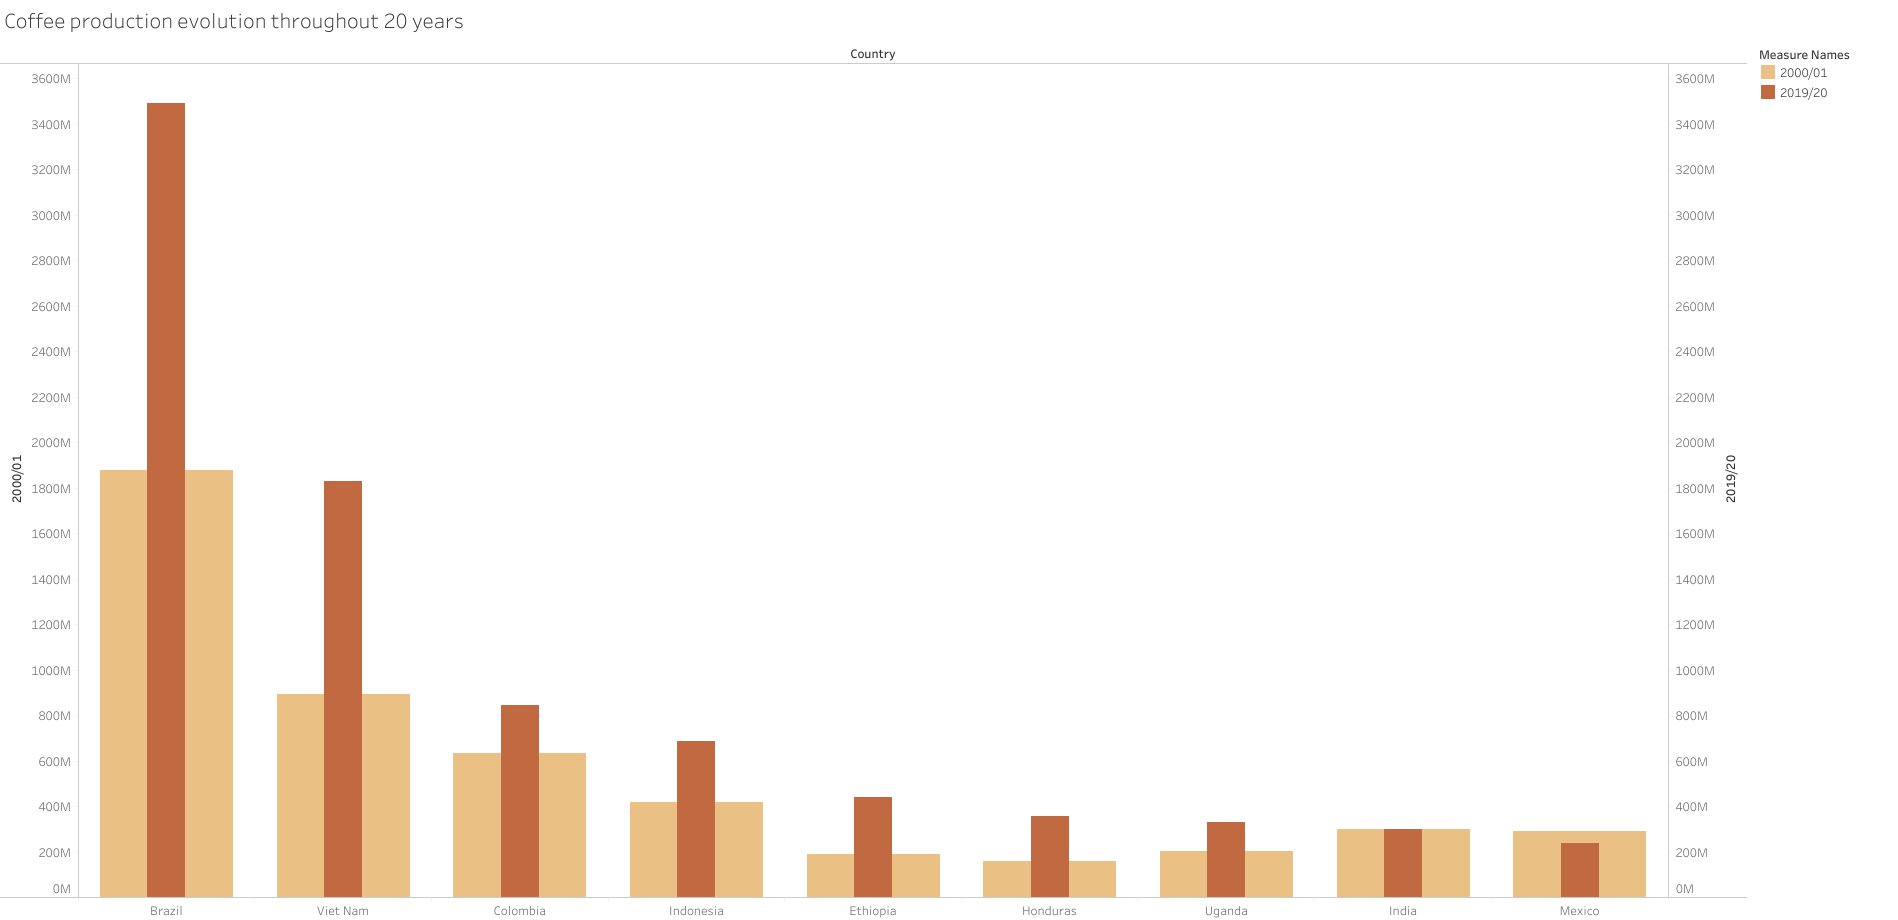 Coffee production evolution throughout 20 years
Country
Measure Names
2000/01
2019/20
2000/01
3600M
3400M
3200M
3000M
2800M
2600M
2400M
2200M
2000M
1800M
1600M
1400M
1200M
1000M
800M
600M
400M
200M
0M
3600M
3400M
3200M
3000M
2800M
2600M
2400M
2200M
2000M
1800M
1600M
1400M
1200M
1000M
800M
600M
400M
200M
0M
2019/20
Brazil Viet Nam Colombia Indonesia Ethiopia Honduras Uganda India Mexico